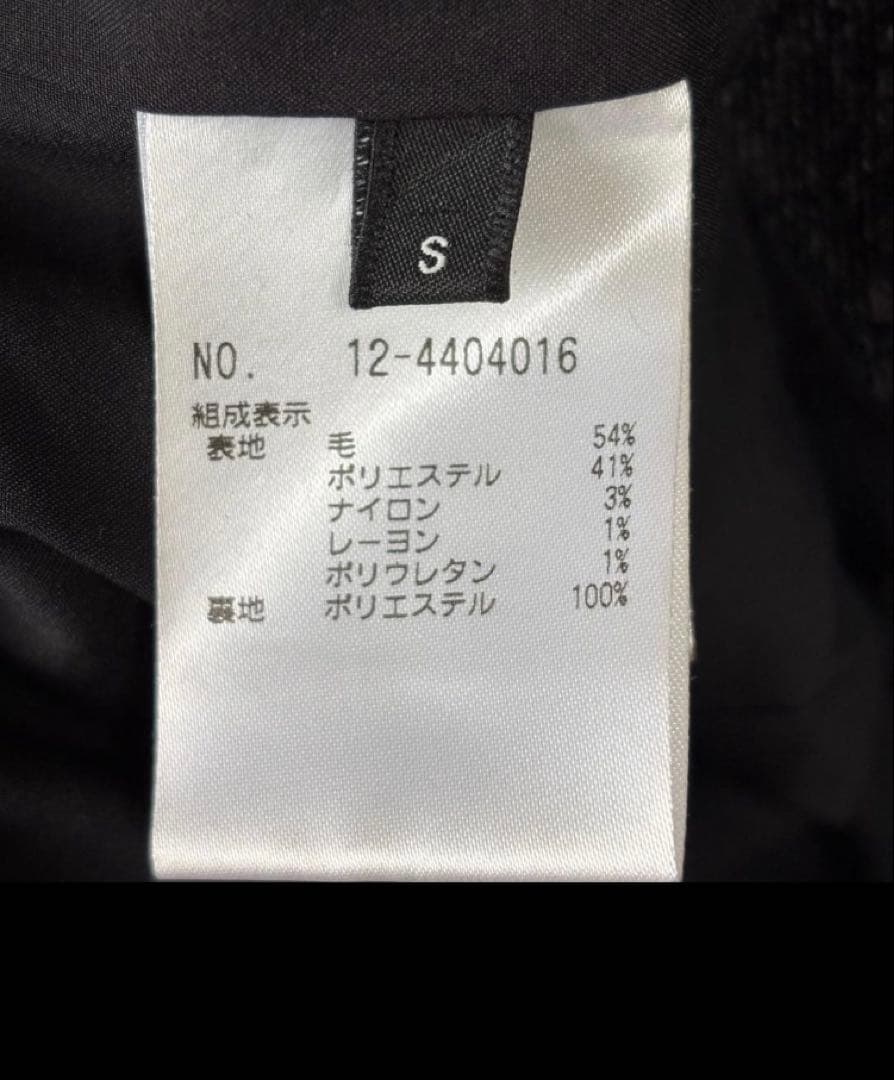 S
NO. 12-4404016
組成表示
表地 毛 54%
ポリエステル 41%
ナイロン 3%
レーヨン 1%
ポリウレタン 1%
裏地 ポリエステル 100%